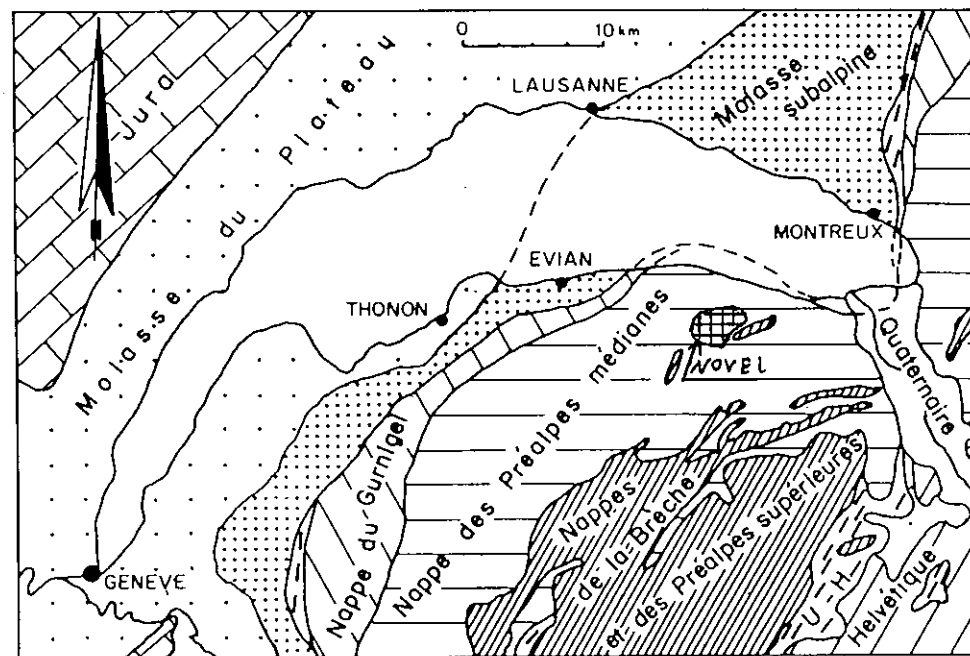 0 10 km
LAUSANNE
Jura
Molasse du Plateau
Molasse subalpine
MONTREUX
EVIAN
THONON
NOVEL
Quaternaire
Nappe du Gurnigel
Nappe des Préalpes médianes
Nappes de la Brèche et des Préalpes supérieures
U-H
Helvétique
GENEVE